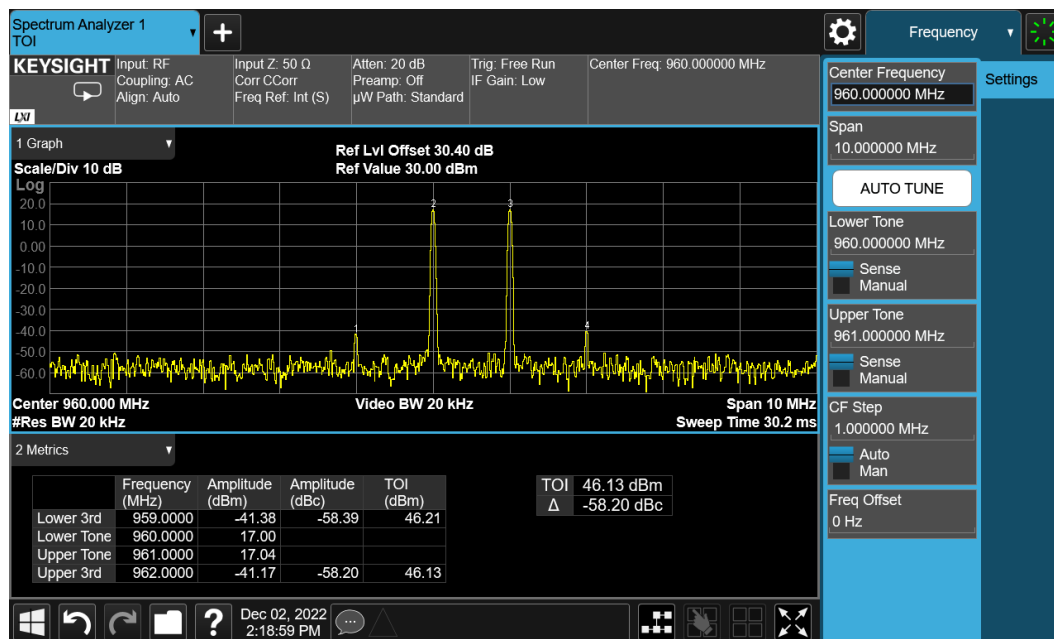 Spectrum Analyzer 1
TOI
Frequency
KEYSIGHT
LXI
Input: RF
Coupling: AC
Align: Auto
Input Z: 50 Ω
Corr CCorr
Freq Ref: Int (S)
Atten: 20 dB
Preamp: Off
µW Path: Standard
Trig: Free Run
IF Gain: Low
Center Freq: 960.000000 MHz
1 Graph
Scale/Div 10 dB
Ref Lvl Offset 30.40 dB
Ref Value 30.00 dBm
Log
20.0
10.0
0.00
-10.0
-20.0
-30.0
-40.0
-50.0
-60.0
1
2
3
4
Center 960.000 MHz
Video BW 20 kHz
Span 10 MHz
#Res BW 20 kHz
Sweep Time 30.2 ms
2 Metrics
Frequency (MHz) Amplitude (dBm) Amplitude (dBc) TOI (dBm)
Lower 3rd 959.0000 -41.38 -58.39 46.21
Lower Tone 960.0000 17.00
Upper Tone 961.0000 17.04
Upper 3rd 962.0000 -41.17 -58.20 46.13
TOI 46.13 dBm
Δ -58.20 dBc
Center Frequency
960.000000 MHz
Settings
Span
10.000000 MHz
AUTO TUNE
Lower Tone
960.000000 MHz
Sense
Manual
Upper Tone
961.000000 MHz
Sense
Manual
CF Step
1.000000 MHz
Auto
Man
Freq Offset
0 Hz
?
Dec 02, 2022
2:18:59 PM